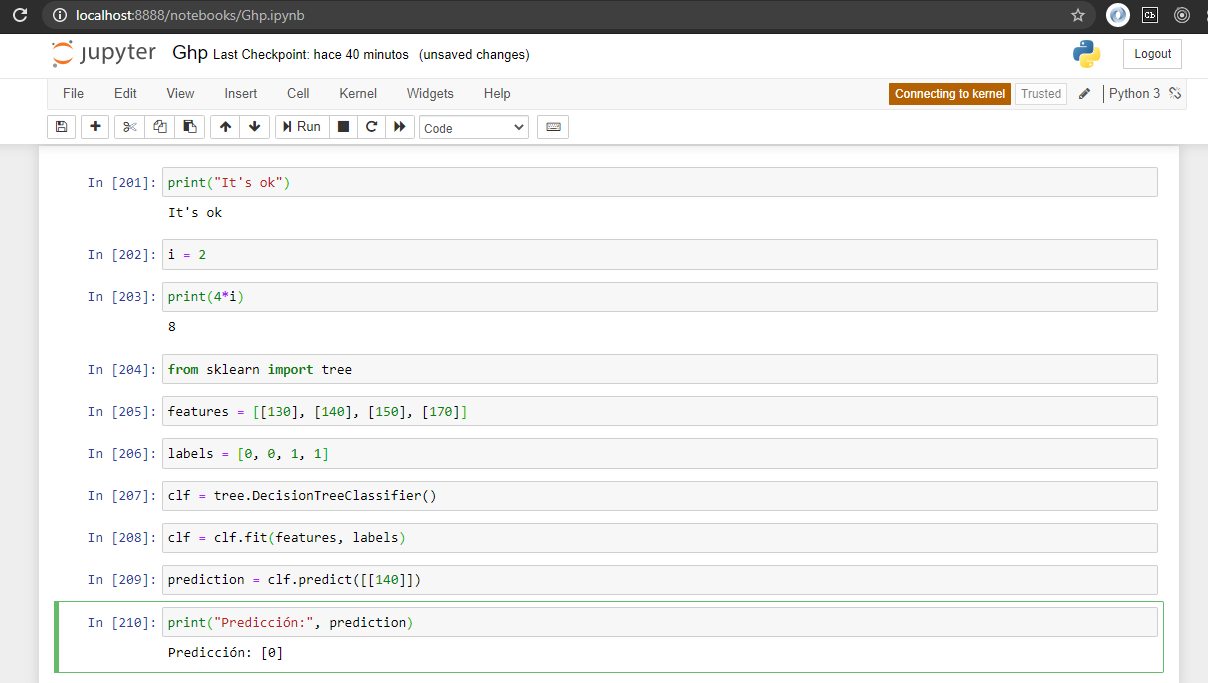 localhost:8888/notebooks/Ghp.ipynb
Cb
jupyter Ghp Last Checkpoint: hace 40 minutos (unsaved changes)
Logout
File Edit View Insert Cell Kernel Widgets Help Connecting to kernel Trusted Python 3
Run Code
In [201]: print("It's ok")
It's ok
In [202]: i = 2
In [203]: print(4*i)
8
In [204]: from sklearn import tree
In [205]: features = [[130], [140], [150], [170]]
In [206]: labels = [0, 0, 1, 1]
In [207]: clf = tree.DecisionTreeClassifier()
In [208]: clf = clf.fit(features, labels)
In [209]: prediction = clf.predict([[140]])
In [210]: print("Predicción:", prediction)
Predicción: [0]